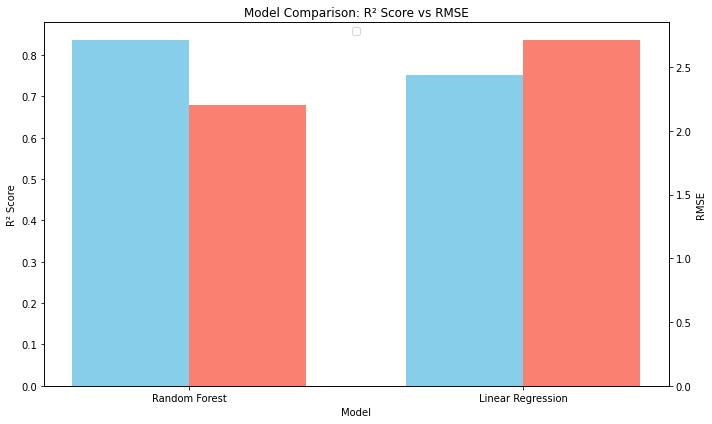 Model Comparison: R² Score vs RMSE
R² Score
0.8
0.7
0.6
0.5
0.4
0.3
0.2
0.1
0.0
2.5
2.0
1.5
1.0
0.5
0.0
RMSE
Random Forest
Linear Regression
Model